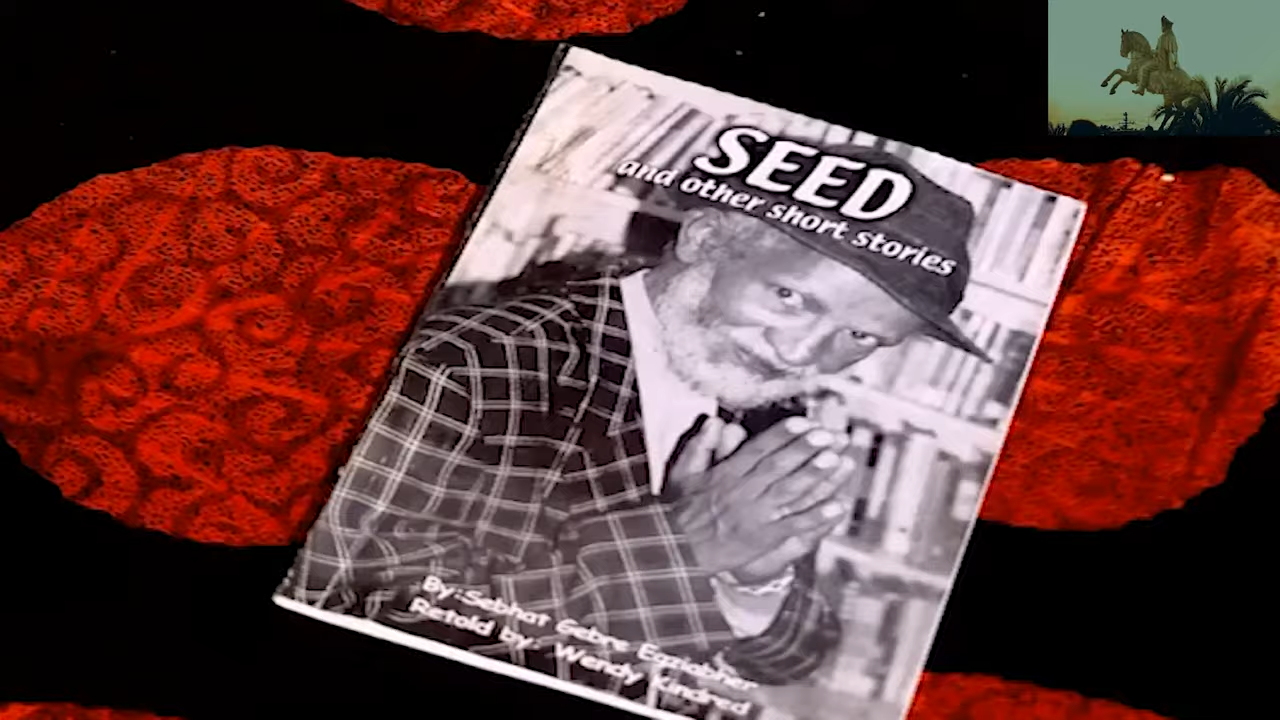 SEED
and other short stories
By: Sebhat Gebre Egziabher
Retold by: Wendy Kindred